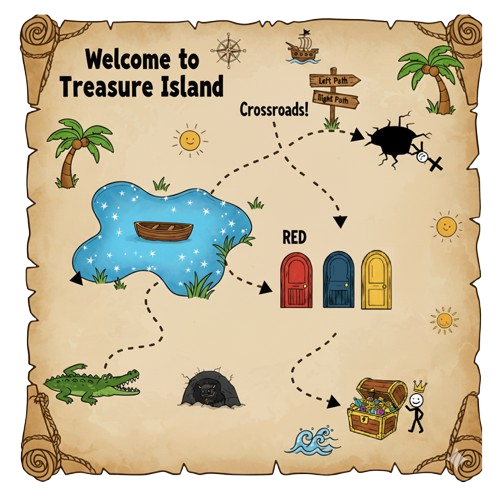 Welcome to
Treasure Island
Left Path
Right Path
Crossroads!
RED